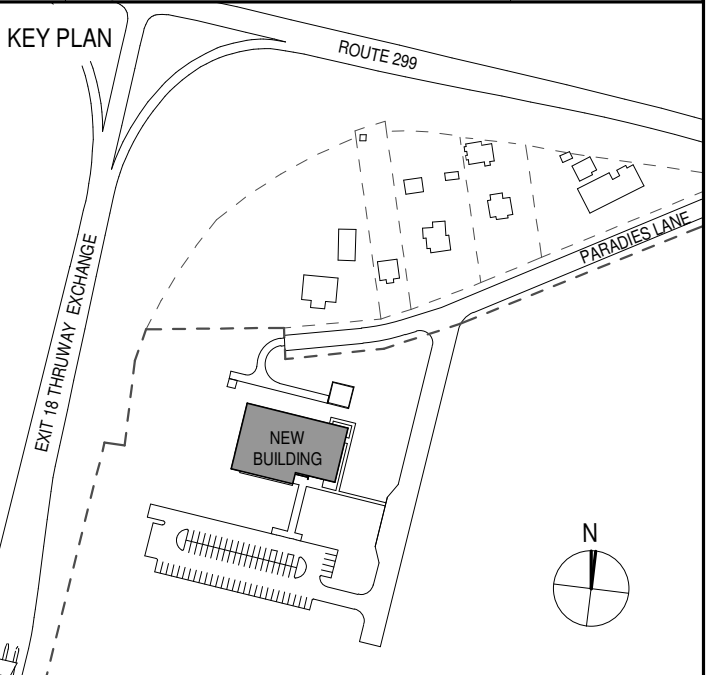 KEY PLAN
ROUTE 299
PARADIES LANE
EXIT 18 THRUWAY EXCHANGE
NEW
BUILDING
N